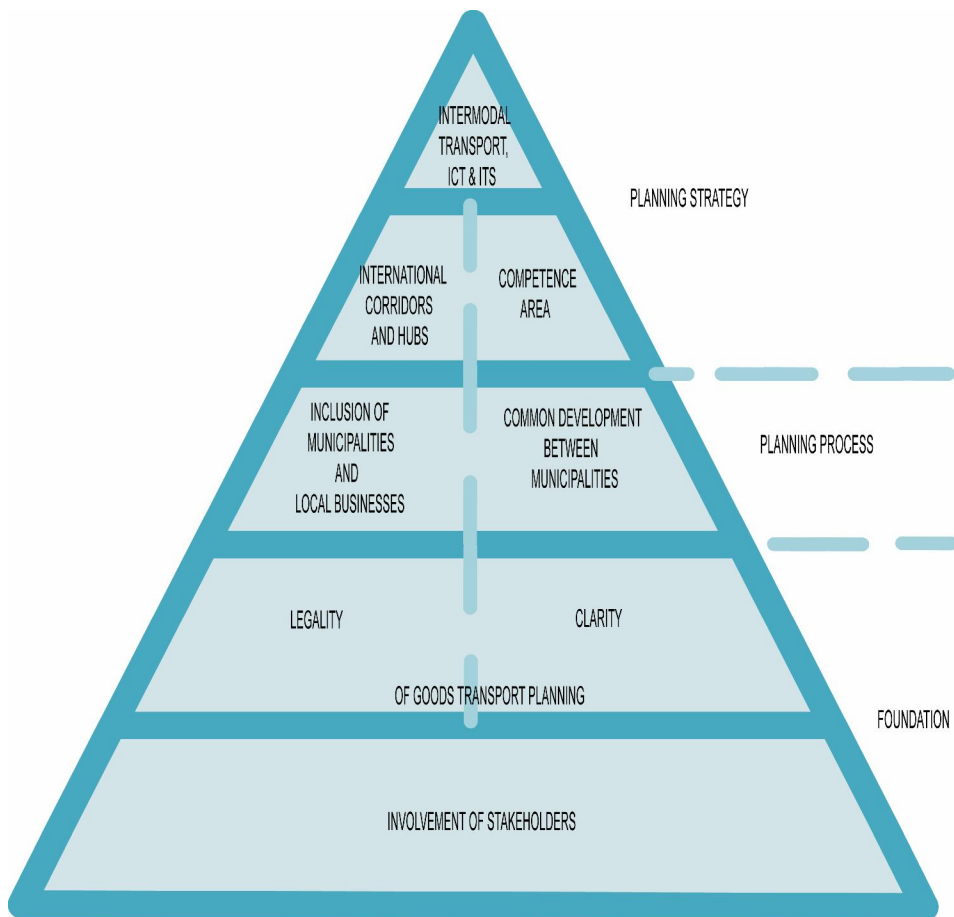 INTERMODAL
TRANSPORT,
ICT & ITS
PLANNING STRATEGY
INTERNATIONAL
CORRIDORS
AND HUBS
COMPETENCE
AREA
INCLUSION OF
MUNICIPALITIES
AND
LOCAL BUSINESSES
COMMON DEVELOPMENT
BETWEEN
MUNICIPALITIES
PLANNING PROCESS
LEGALITY
CLARITY
OF GOODS TRANSPORT PLANNING
FOUNDATION
INVOLVEMENT OF STAKEHOLDERS